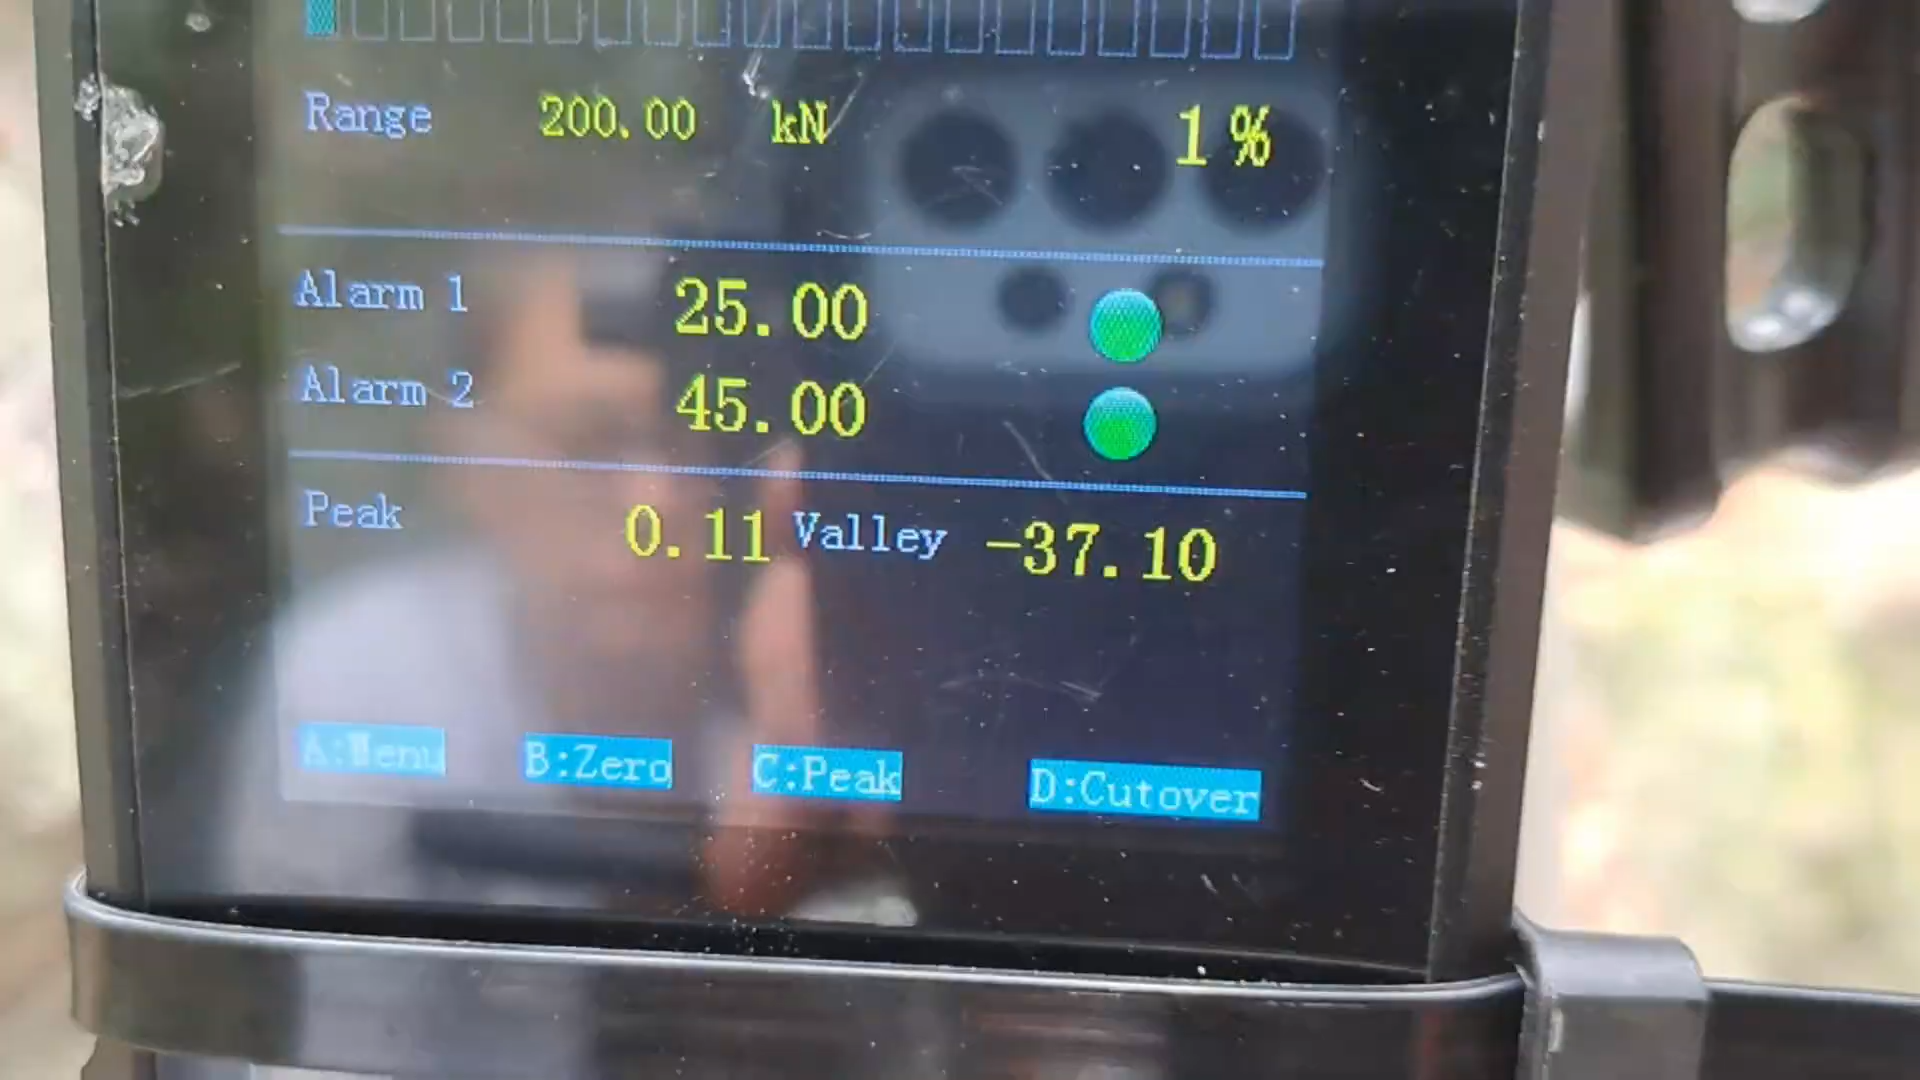 Range 200.00 kN 1 %
Alarm 1 25.00
Alarm 2 45.00
Peak 0.11 Valley -37.10
A:Menu B:Zero C:Peak D:Cutover